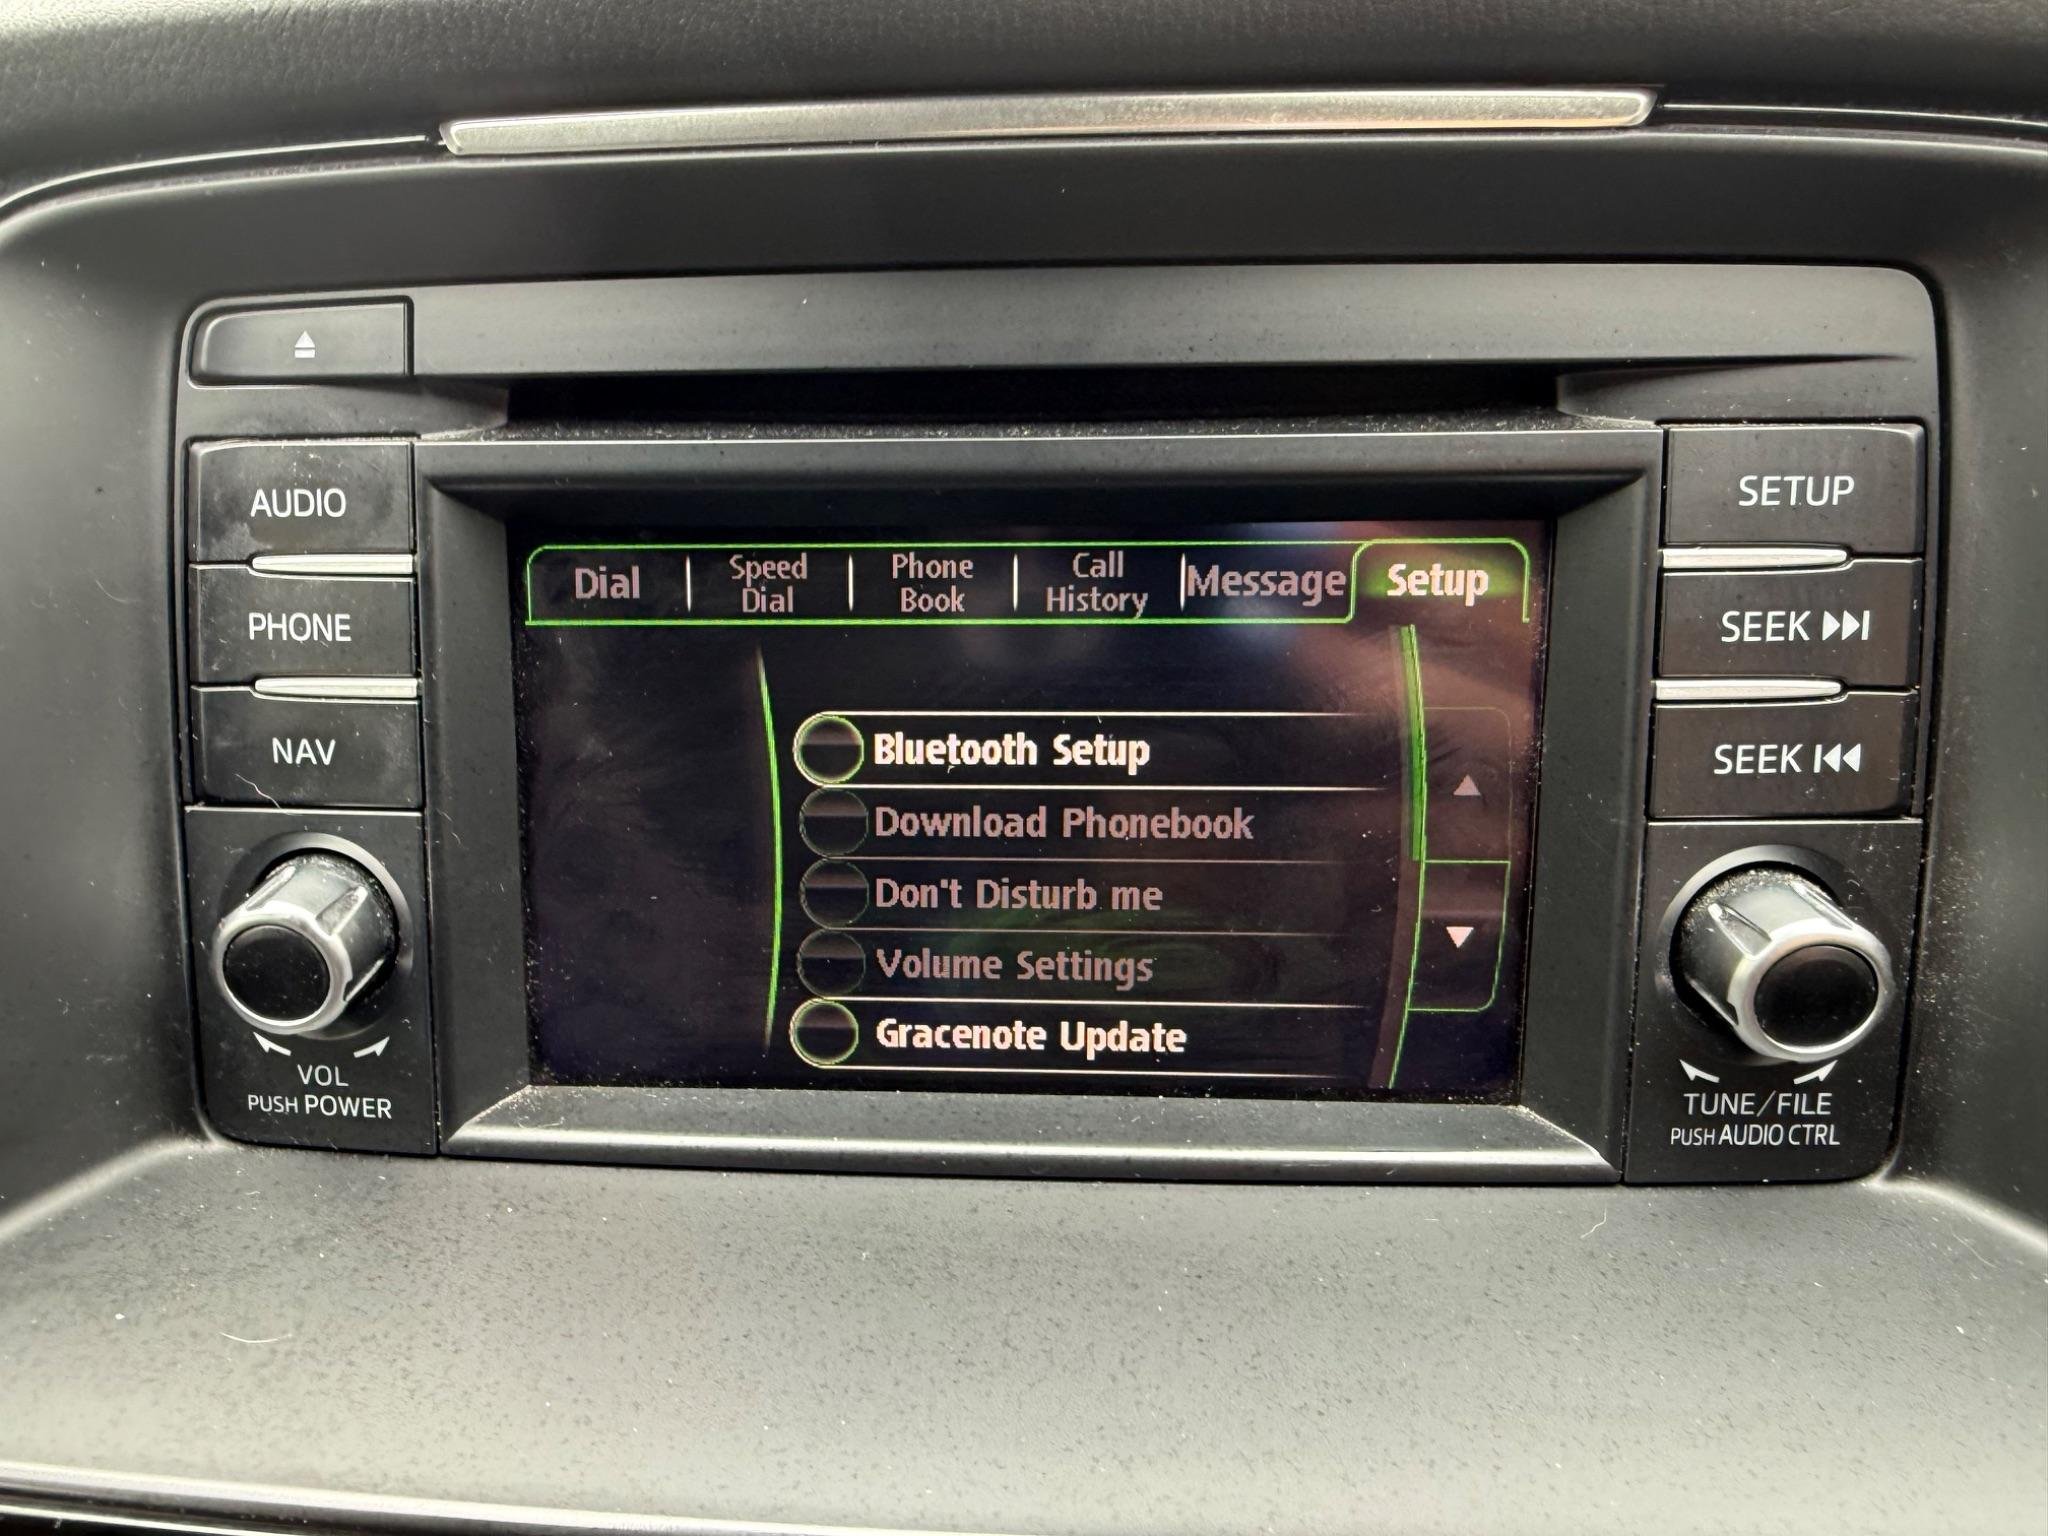 AUDIO
PHONE
NAV
VOL
PUSH POWER
Dial
Speed
Dial
Phone
Book
Call
History
Message
Setup
Bluetooth Setup
Download Phonebook
Don't Disturb me
Volume Settings
Gracenote Update
SETUP
SEEK
SEEK
TUNE/FILE
PUSH AUDIO CTRL